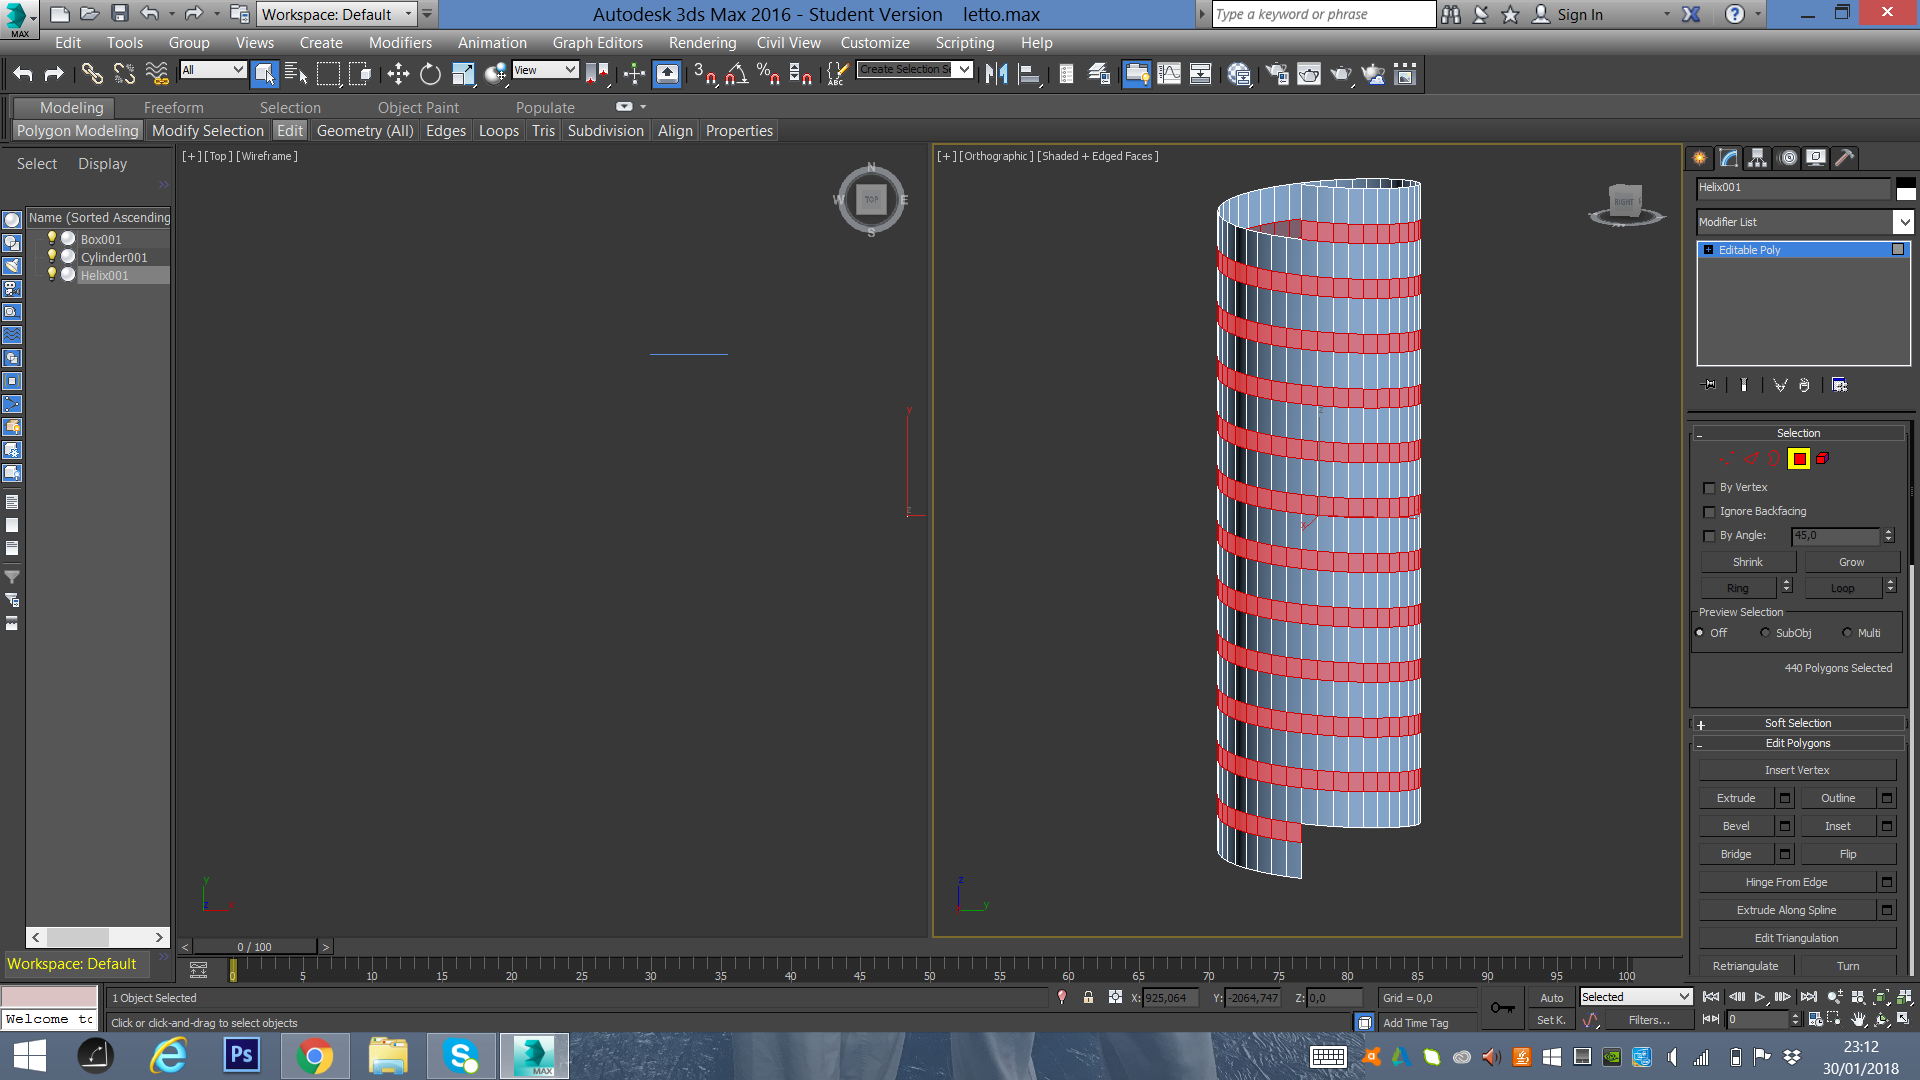 Workspace: Default
Autodesk 3ds Max 2016 - Student Version letto.max
Type a keyword or phrase
Sign In
MAX
Edit Tools Group Views Create Modifiers Animation Graph Editors Rendering Civil View Customize Scripting Help
All
View
Create Selection Se
Modeling Freeform Selection Object Paint Populate
Polygon Modeling Modify Selection Edit Geometry (All) Edges Loops Tris Subdivision Align Properties
Select Display
Name (Sorted Ascending
Box001
Cylinder001
Helix001
[+] [Top] [Wireframe]
N
W TOP E
S
y
z
y
z x
[+] [Orthographic] [Shaded + Edged Faces]
RIGHT
z
x
z
y
Helix001
Modifier List
Editable Poly
- Selection
By Vertex
Ignore Backfacing
By Angle: 45,0
Shrink Grow
Ring Loop
Preview Selection
Off SubObj Multi
440 Polygons Selected
+ Soft Selection
- Edit Polygons
Insert Vertex
Extrude Outline
Bevel Inset
Bridge Flip
Hinge From Edge
Extrude Along Spline
Edit Triangulation
Retriangulate Turn
Workspace: Default
< 0 / 100 >
0 5 10 15 20 25 30 35 40 45 50 55 60 65 70 75 80 85 90 95 100
1 Object Selected
X: 925,064 Y: -2064,747 Z: 0,0
Grid = 0,0
Auto Selected
Welcome to
Click or click-and-drag to select objects
Add Time Tag
Set K. Filters... 0
Ps
MAX
23:12
30/01/2018